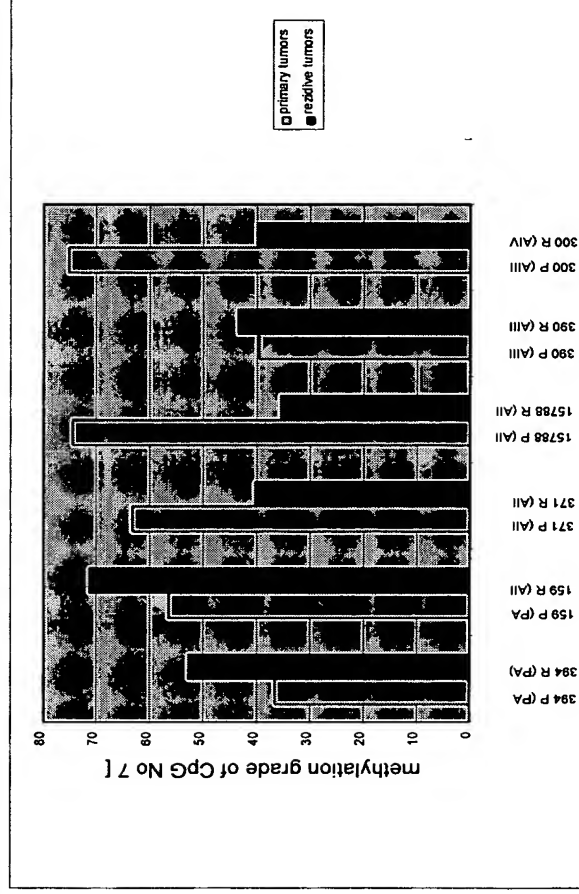 primary tumors
rezidive tumors
methylation grade of CpG No 7 [
80
70
60
50
40
30
20
10
0
394 P (PA)
394 R (PA)
159 P (PA)
159 R (AII)
371 P (AII)
371 R (AII)
15788 P (AII)
15788 R (AII)
390 P (AIII)
390 R (AIII)
300 P (AIII)
300 R (AIV)